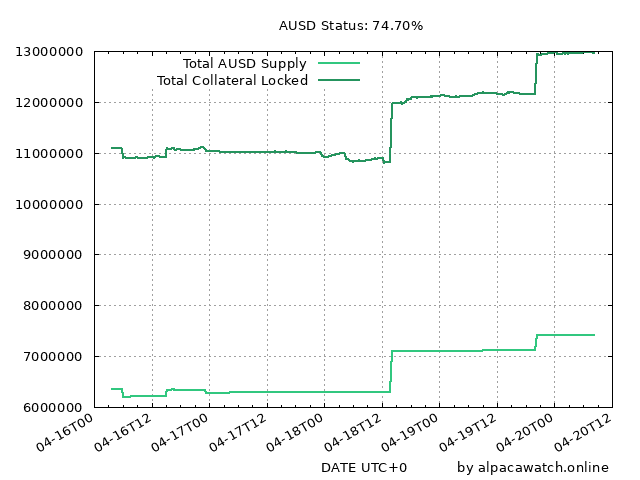 AUSD Status: 74.70%
13000000
12000000
11000000
10000000
9000000
8000000
7000000
6000000
Total AUSD Supply
Total Collateral Locked
04-16T00
04-16T12
04-17T00
04-17T12
04-18T00
04-18T12
04-19T00
04-19T12
04-20T00
04-20T12
DATE UTC+0
by alpacawatch.online